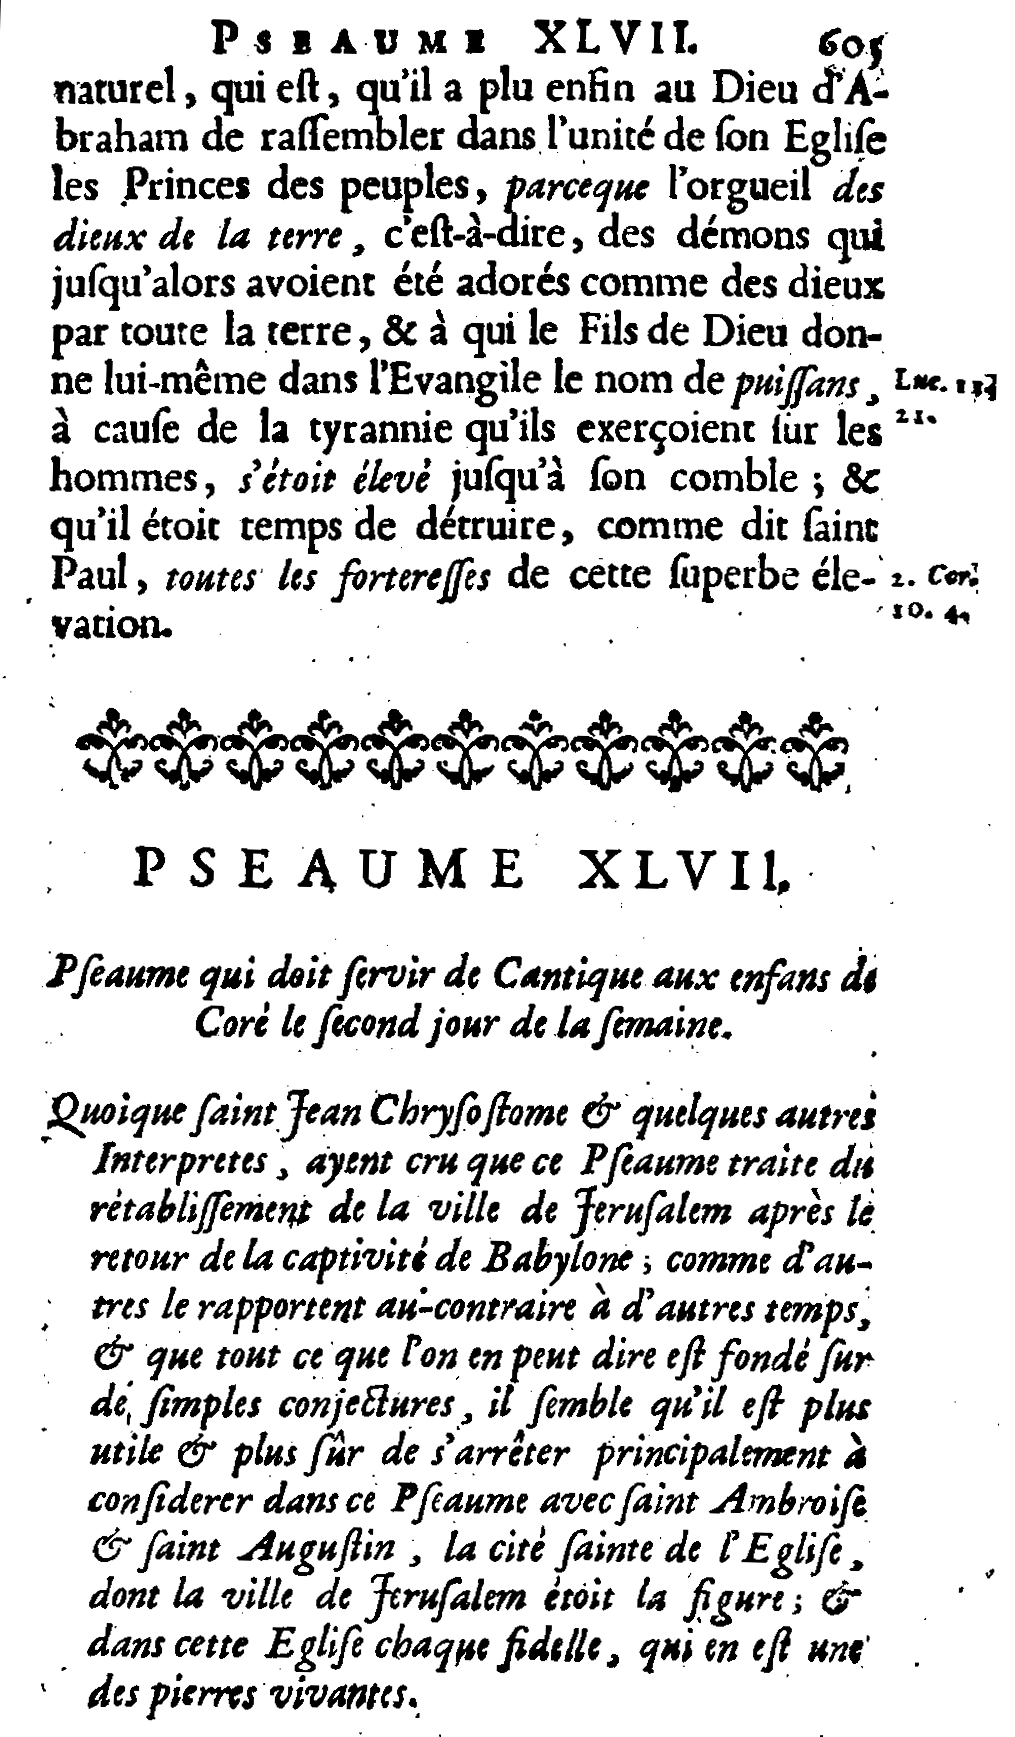 PSEAUME XLVII. 605
naturel, qui eſt, qu'il a plu enfin au Dieu d'A-
braham de raſſembler dans l'unité de ſon Egliſe
les Princes des peuples, parceque l'orgueil des
dieux de la terre, c'eſt-à-dire, des démons qui
juſqu'alors avoient été adorés comme des dieux
par toute la terre, & à qui le Fils de Dieu don-
ne lui-même dans l'Evangile le nom de puiſſans,
Luc.
21.
à cauſe de la tyrannie qu'ils exerçoient ſur les
hommes, s'étoit élevé juſqu'à ſon comble; &
qu'il étoit temps de détruire, comme dit ſaint
Paul, toutes les fortereſſes de cette ſuperbe éle-
2. Cor.
10. 4.
vation.
PSEAUME XLVII.
Pſeaume qui doit ſervir de Cantique aux enfans de
Coré le ſecond jour de la ſemaine.
Quoique ſaint Jean Chryſoſtome & quelques autres
Interpretes, ayent cru que ce Pſeaume traite du
rétabliſſement de la ville de Jeruſalem après le
retour de la captivité de Babylone; comme d'au-
tres le rapportent au-contraire à d'autres temps,
& que tout ce que l'on en peut dire eſt fondé ſur
de ſimples conjectures, il ſemble qu'il eſt plus
utile & plus ſûr de s'arrêter principalement à
conſiderer dans ce Pſeaume avec ſaint Ambroiſe
& ſaint Auguſtin, la cité ſainte de l'Egliſe,
dont la ville de Jeruſalem étoit la figure; &
dans cette Egliſe chaque fidelle, qui en eſt une
des pierres vivantes.